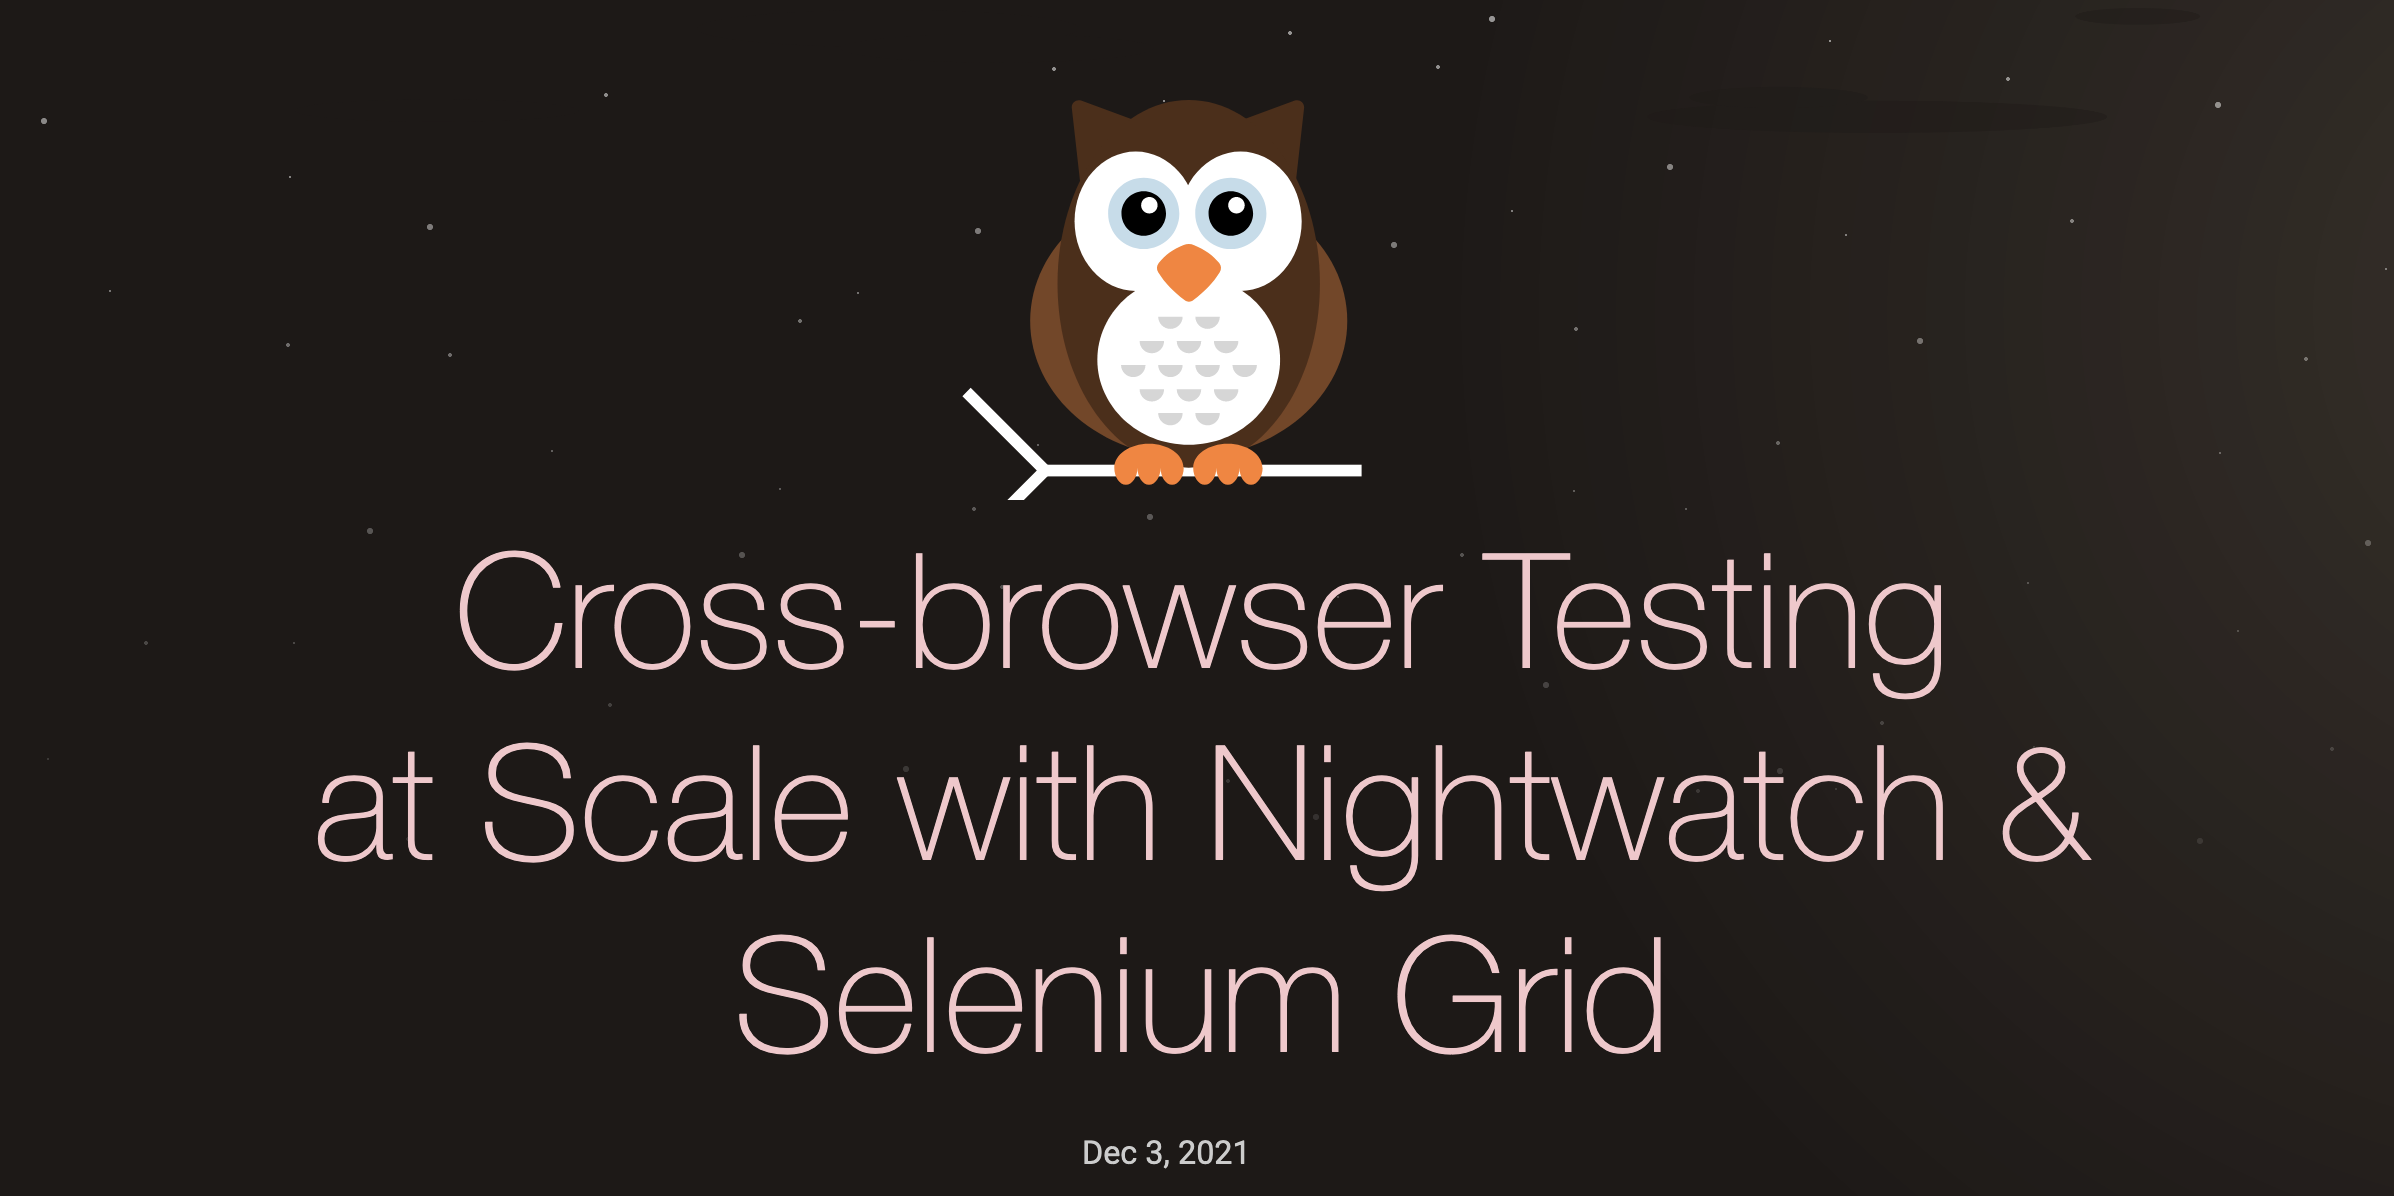 Cross-browser Testing
at Scale with Nightwatch &
Selenium Grid
Dec 3, 2021